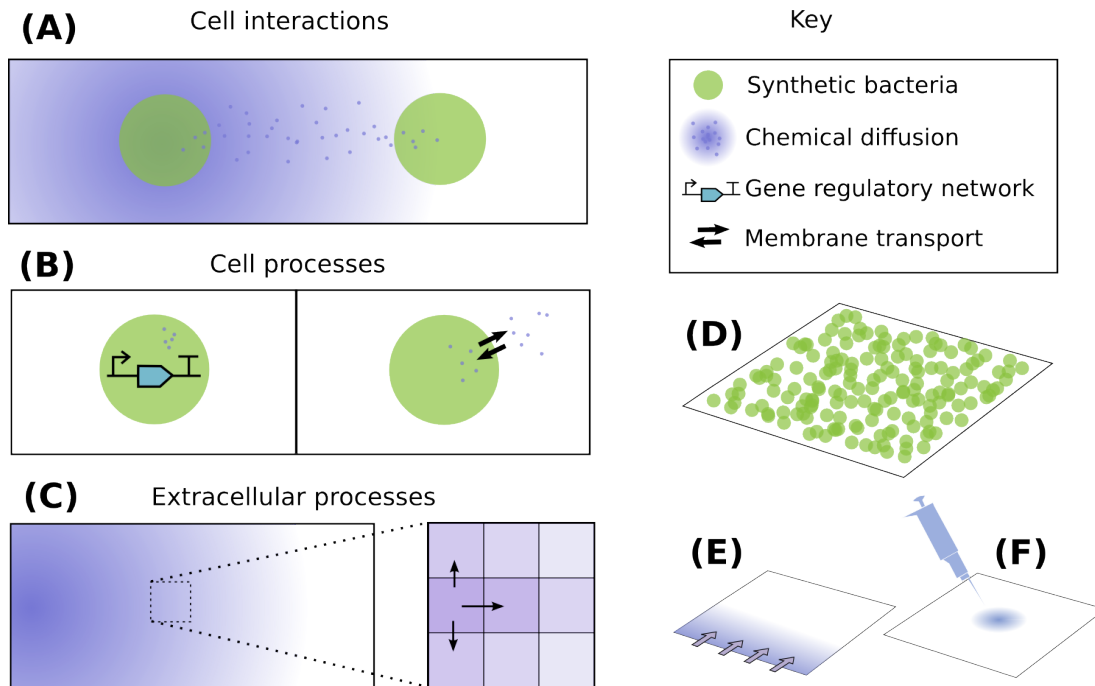 (A)
Cell interactions
Key
Synthetic bacteria
Chemical diffusion
Gene regulatory network
Membrane transport
(B)
Cell processes
(C)
Extracellular processes
(D)
(E)
(F)